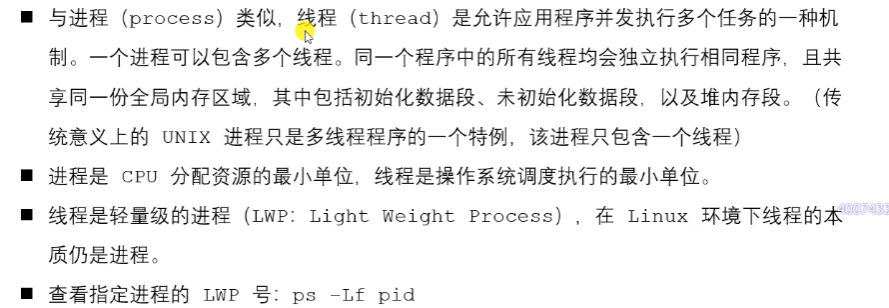 ■ 与进程（process）类似，线程（thread）是允许应用程序并发执行多个任务的一种机
制。一个进程可以包含多个线程。同一个程序中的所有线程均会独立执行相同程序，且共
享同一份全局内存区域，其中包括初始化数据段、未初始化数据段，以及堆内存段。（传
统意义上的 UNIX 进程只是多线程程序的一个特例，该进程只包含一个线程）
■ 进程是 CPU 分配资源的最小单位，线程是操作系统调度执行的最小单位。
■ 线程是轻量级的进程（LWP：Light Weight Process），在 Linux 环境下线程的本
质仍是进程。
■ 查看指定进程的 LWP 号：ps –Lf pid